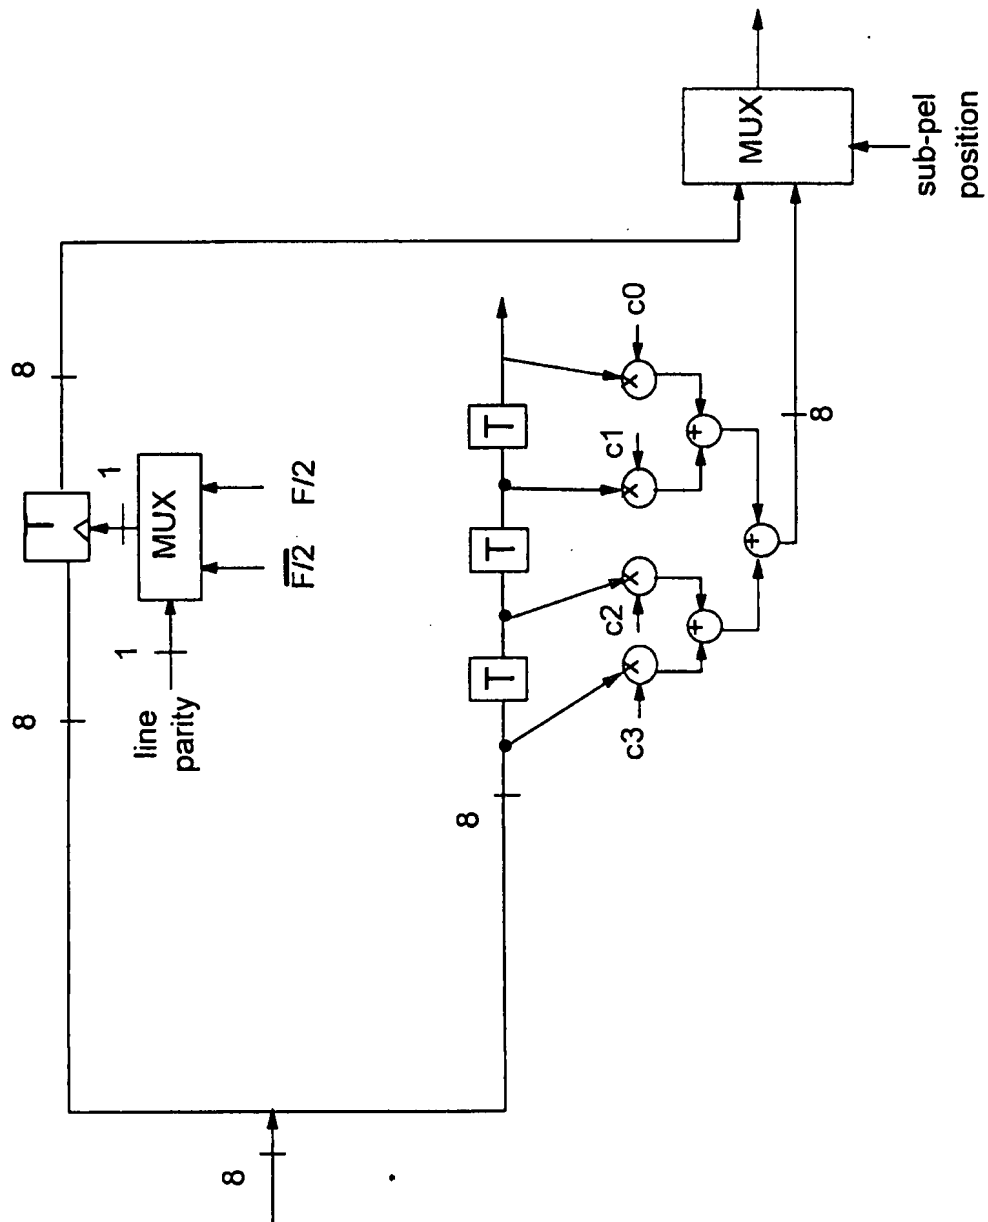 8
8
line
parity
1
MUX
1
F̅/̅2̅
F/2
T
8
8
T
T
T
c3
c2
c1
c0
x
x
x
x
+
+
+
8
MUX
sub-pel
position